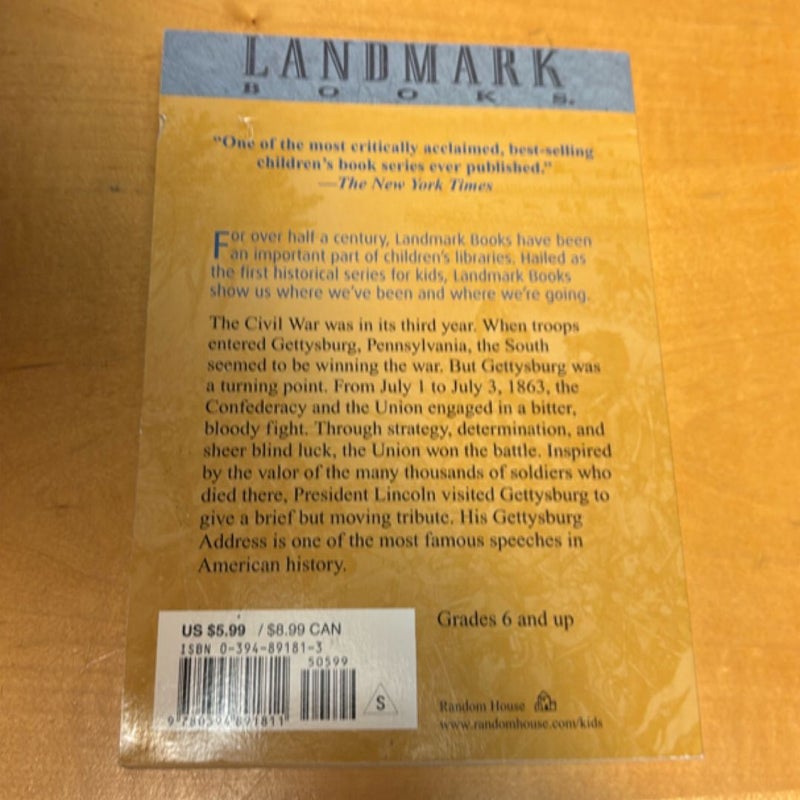 LANDMARK
BOOKS®
"One of the most critically acclaimed, best-selling
children's book series ever published."
—The New York Times
For over half a century, Landmark Books have been
an important part of children's libraries. Hailed as
the first historical series for kids, Landmark Books
show us where we've been and where we're going.
The Civil War was in its third year. When troops
entered Gettysburg, Pennsylvania, the South
seemed to be winning the war. But Gettysburg was
a turning point. From July 1 to July 3, 1863, the
Confederacy and the Union engaged in a bitter,
bloody fight. Through strategy, determination, and
sheer blind luck, the Union won the battle. Inspired
by the valor of the many thousands of soldiers who
died there, President Lincoln visited Gettysburg to
give a brief but moving tribute. His Gettysburg
Address is one of the most famous speeches in
American history.
Grades 6 and up
US $5.99 / $8.99 CAN
ISBN 0-394-89181-3
50599
S
9 780394 891811
Random House
www.randomhouse.com/kids